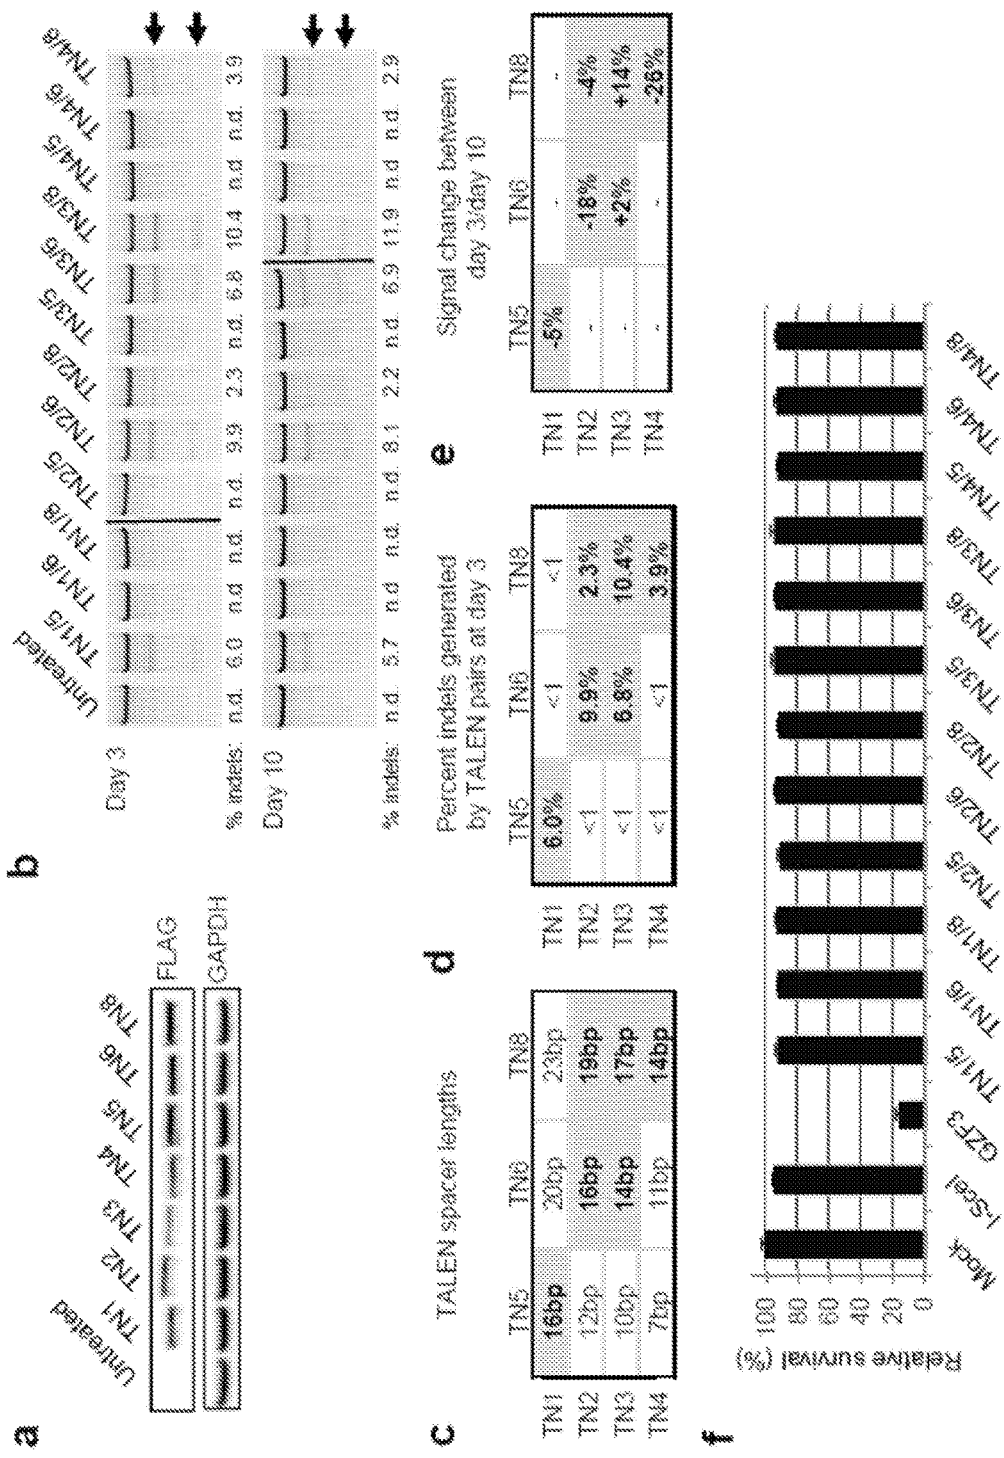 a
Untreated TN1 TN2 TN3 TN4 TN5 TN6 TN8
FLAG
GAPDH
b
Untreated TN1/5 TN1/6 TN1/8 TN2/5 TN2/6 TN2/8 TN3/5 TN3/6 TN3/8 TN4/5 TN4/6 TN4/8
Day 3
% indels: n.d. 6.0 n.d n.d. n.d. 9.9 2.3 n.d. 6.8 10.4 n.d n.d. 3.9
Day 10
% indels: n.d. 5.7 n.d n.d. n.d. 8.1 2.2 n.d. 6.9 11.9 n.d n.d. 2.9
c
TALEN spacer lengths
TN5 TN6 TN8
TN1 16bp 20bp 23bp
TN2 12bp 16bp 19bp
TN3 10bp 14bp 17bp
TN4 7bp 11bp 14bp
d
Percent indels generated
by TALEN pairs at day 3
TN5 TN6 TN8
TN1 6.0% <1 <1
TN2 <1 9.9% 2.3%
TN3 <1 6.8% 10.4%
TN4 <1 <1 3.9%
e
Signal change between
day 3/day 10
TN5 TN6 TN8
TN1 -5% - -
TN2 - -18% -4%
TN3 - +2% +14%
TN4 - - -26%
f
Relative survival (%)
100
80
60
40
20
0
Mock I-SceI GZF3 TN1/5 TN1/6 TN1/8 TN2/5 TN2/6 TN2/8 TN3/5 TN3/6 TN3/8 TN4/5 TN4/6 TN4/8